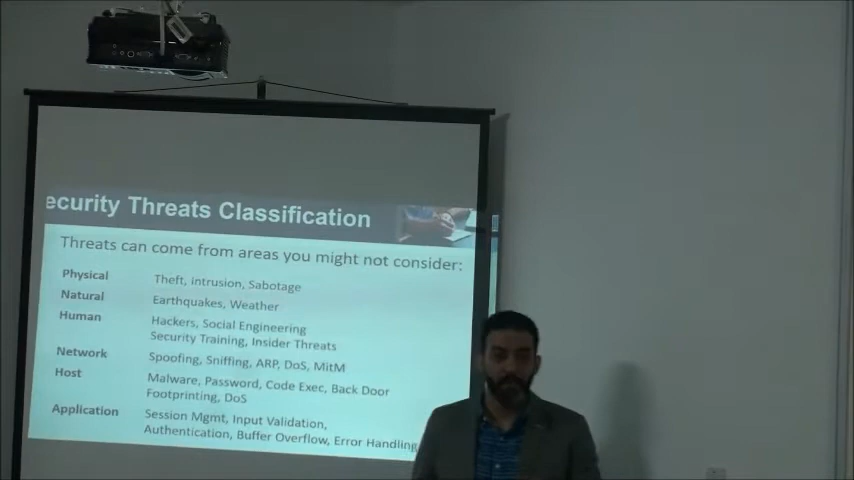 ecurity Threats Classification
Threats can come from areas you might not consider:
Physical Theft, Intrusion, Sabotage
Natural Earthquakes, Weather
Human Hackers, Social Engineering
Security Training, Insider Threats
Network Spoofing, Sniffing, ARP, DoS, MitM
Host Malware, Password, Code Exec, Back Door
Footprinting, DoS
Application Session Mgmt, Input Validation,
Authentication, Buffer Overflow, Error Handling